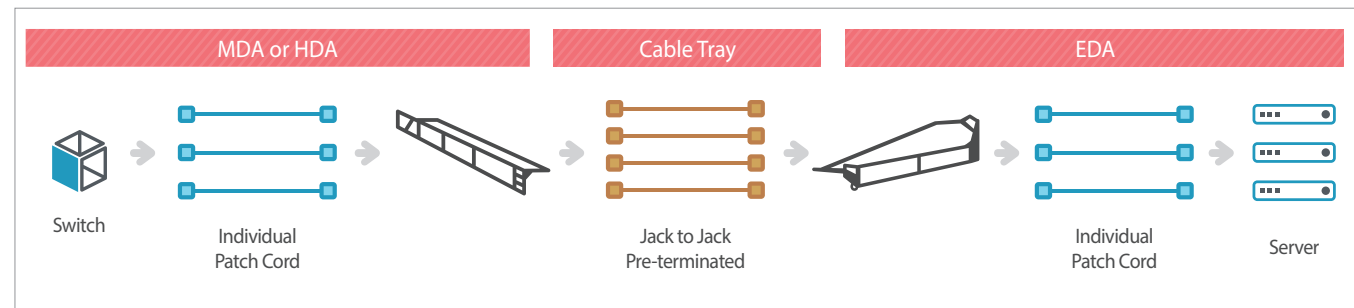 MDA or HDA
Cable Tray
EDA
Switch
Individual
Patch Cord
Jack to Jack
Pre-terminated
Individual
Patch Cord
Server